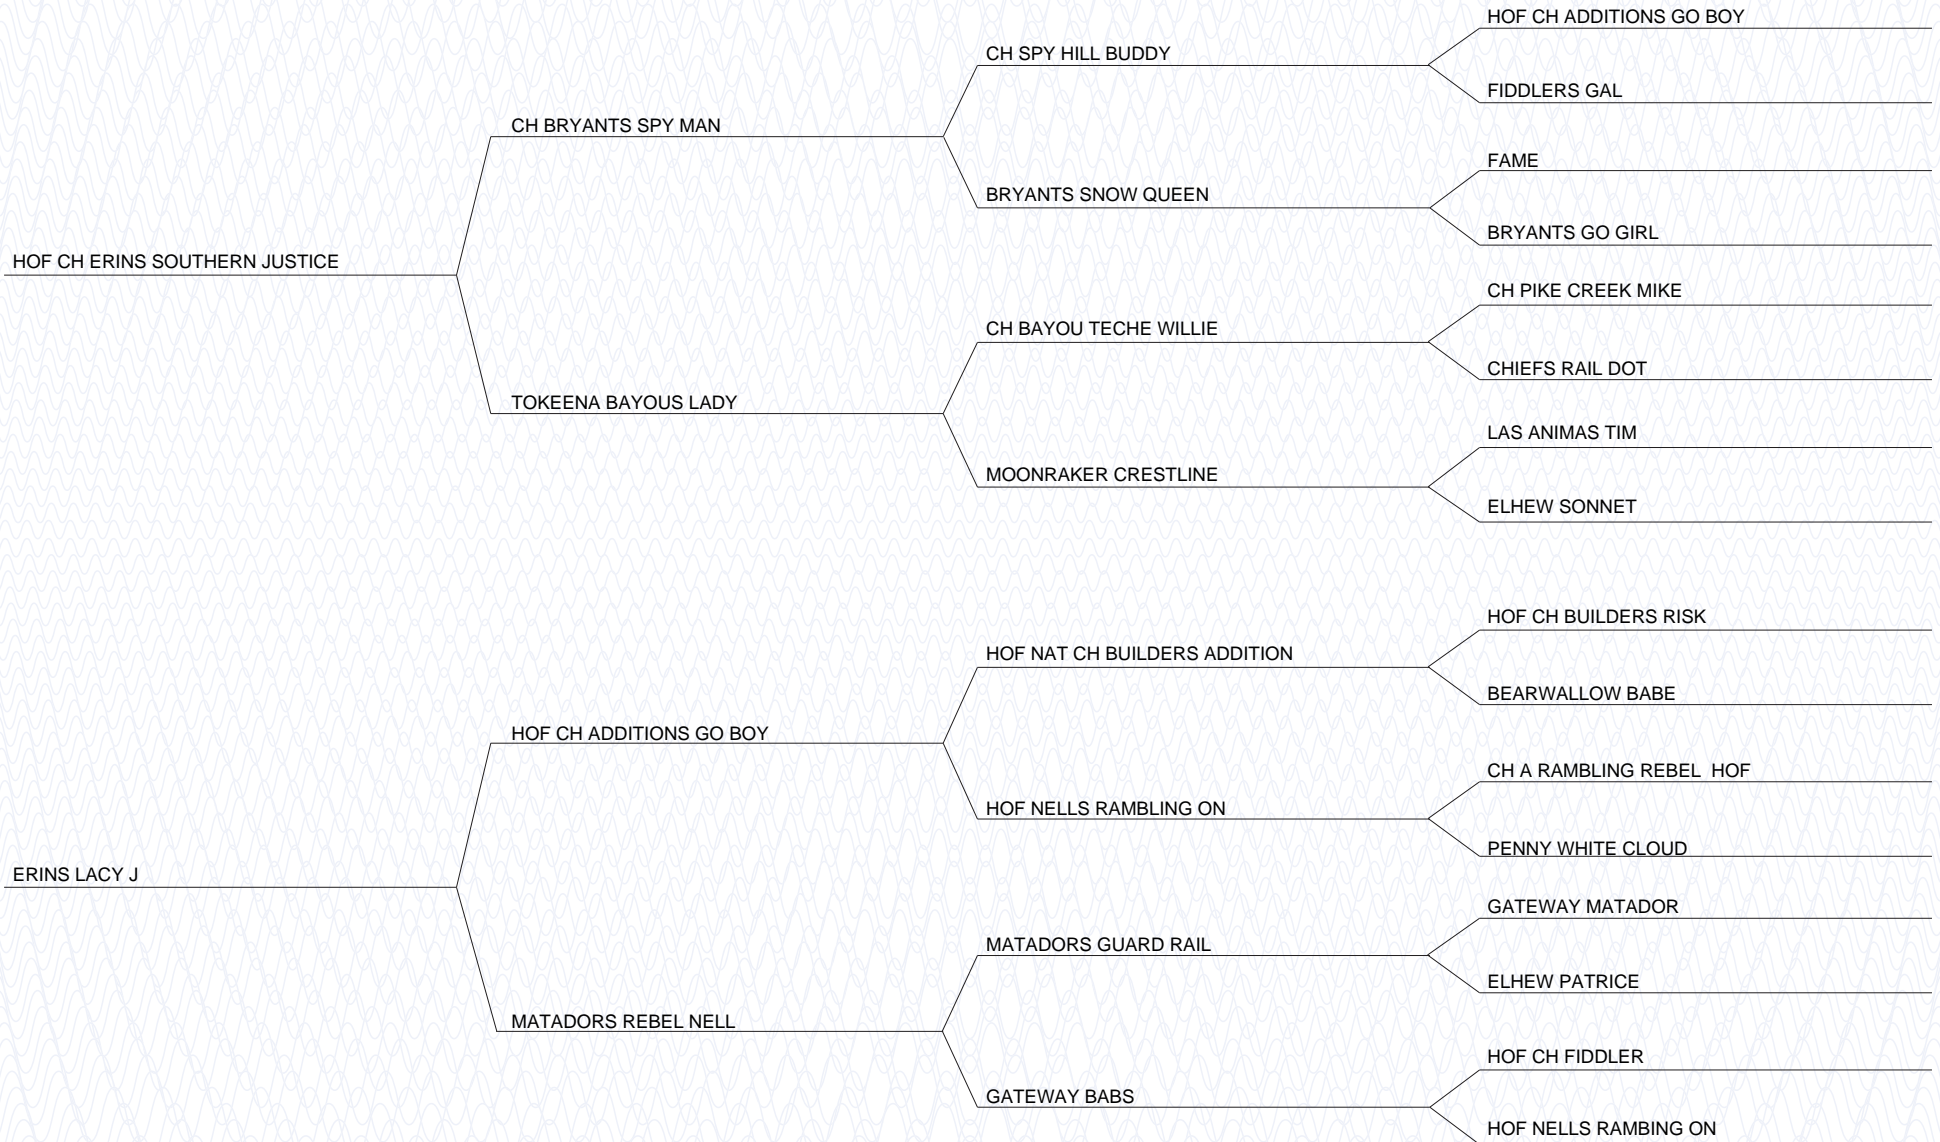 HOF CH ADDITIONS GO BOY
CH SPY HILL BUDDY
FIDDLERS GAL
CH BRYANTS SPY MAN
FAME
BRYANTS SNOW QUEEN
BRYANTS GO GIRL
HOF CH ERINS SOUTHERN JUSTICE
CH PIKE CREEK MIKE
CH BAYOU TECHE WILLIE
CHIEFS RAIL DOT
TOKEENA BAYOUS LADY
LAS ANIMAS TIM
MOONRAKER CRESTLINE
ELHEW SONNET
HOF CH BUILDERS RISK
HOF NAT CH BUILDERS ADDITION
BEARWALLOW BABE
HOF CH ADDITIONS GO BOY
CH A RAMBLING REBEL  HOF
HOF NELLS RAMBLING ON
PENNY WHITE CLOUD
ERINS LACY J
GATEWAY MATADOR
MATADORS GUARD RAIL
ELHEW PATRICE
MATADORS REBEL NELL
HOF CH FIDDLER
GATEWAY BABS
HOF NELLS RAMBING ON